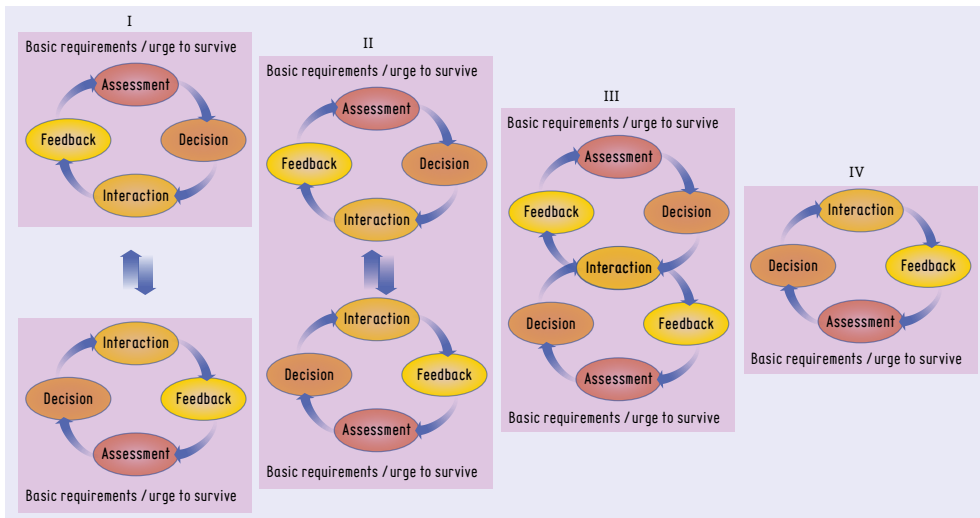 I
Basic requirements / urge to survive
Assessment
Feedback
Decision
Interaction
Interaction
Decision
Feedback
Assessment
Basic requirements / urge to survive
II
Basic requirements / urge to survive
Assessment
Feedback
Decision
Interaction
Interaction
Decision
Feedback
Assessment
Basic requirements / urge to survive
III
Basic requirements / urge to survive
Assessment
Feedback
Decision
Interaction
Decision
Feedback
Assessment
Basic requirements / urge to survive
IV
Interaction
Decision
Feedback
Assessment
Basic requirements / urge to survive